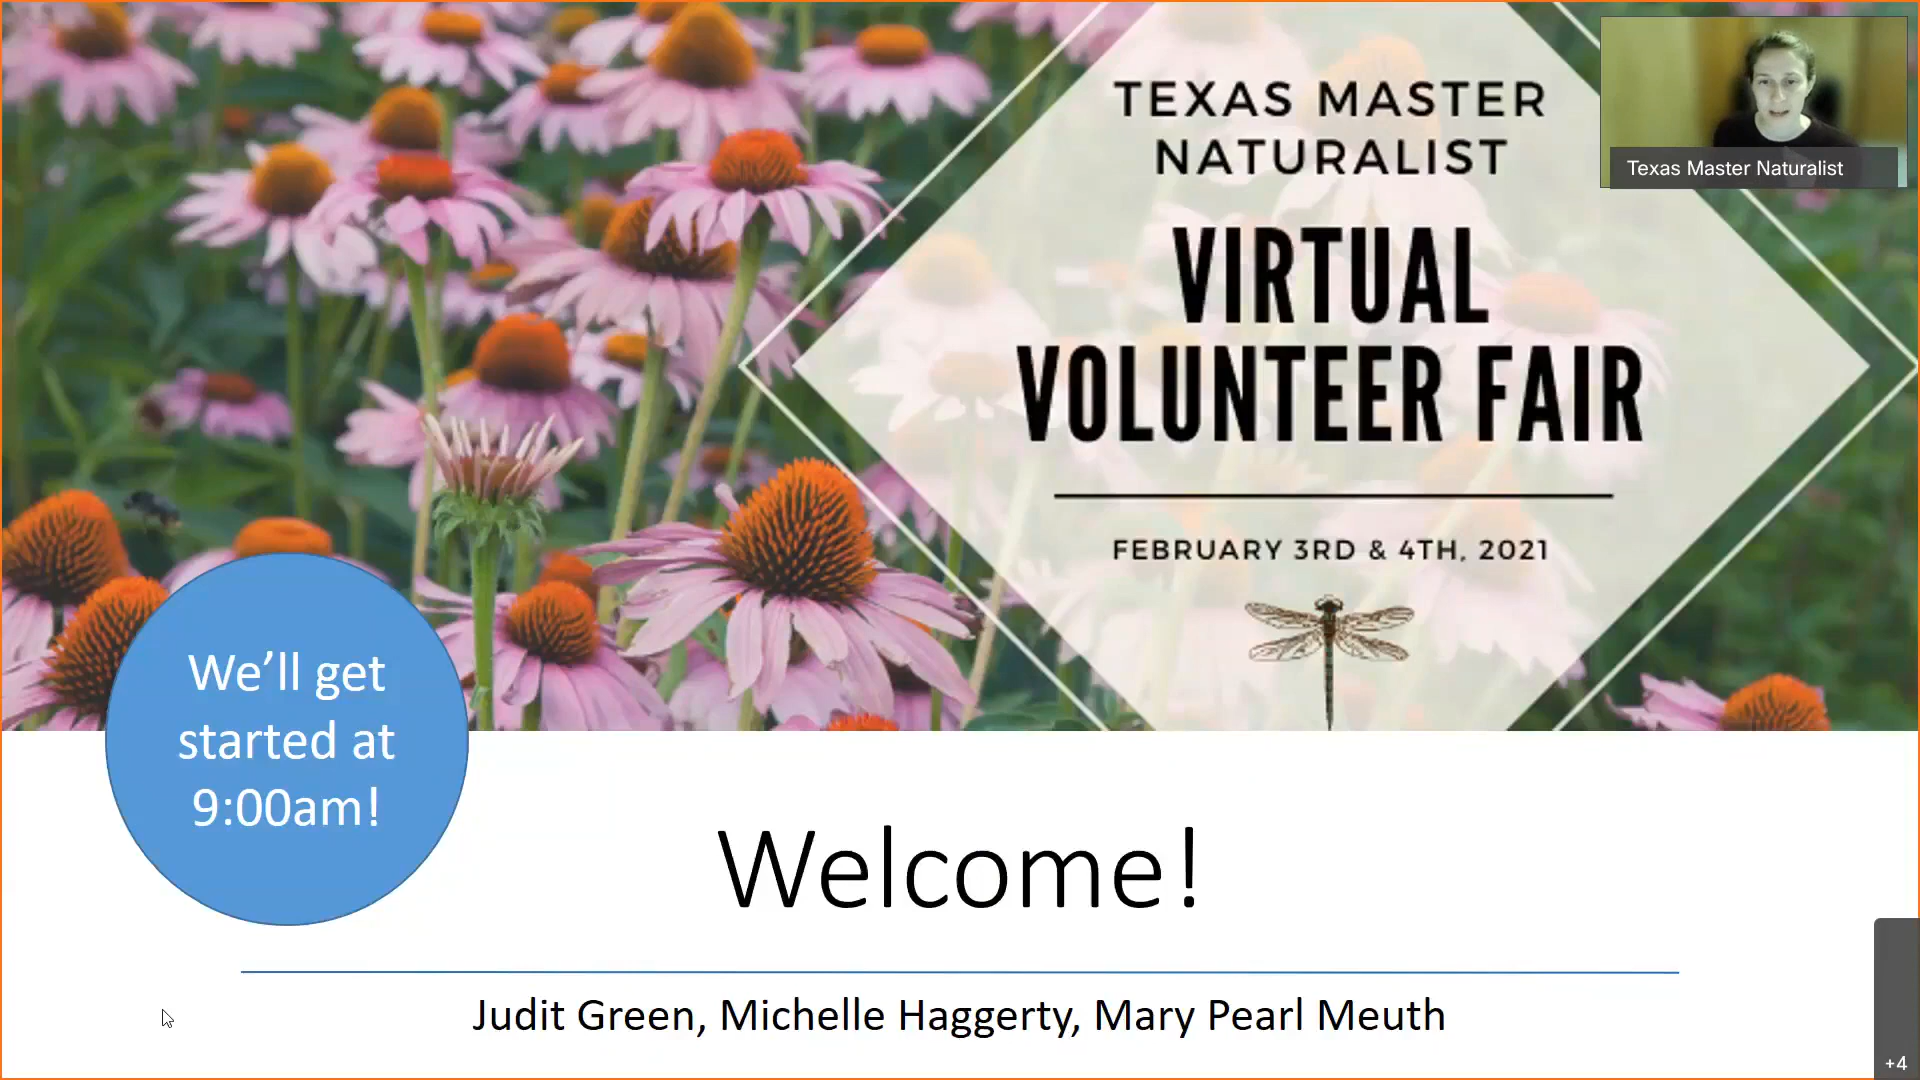 TEXAS MASTER
NATURALIST
VIRTUAL
VOLUNTEER FAIR
FEBRUARY 3RD & 4TH, 2021
Texas Master Naturalist
We’ll get
started at
9:00am!
Welcome!
Judit Green, Michelle Haggerty, Mary Pearl Meuth
+4